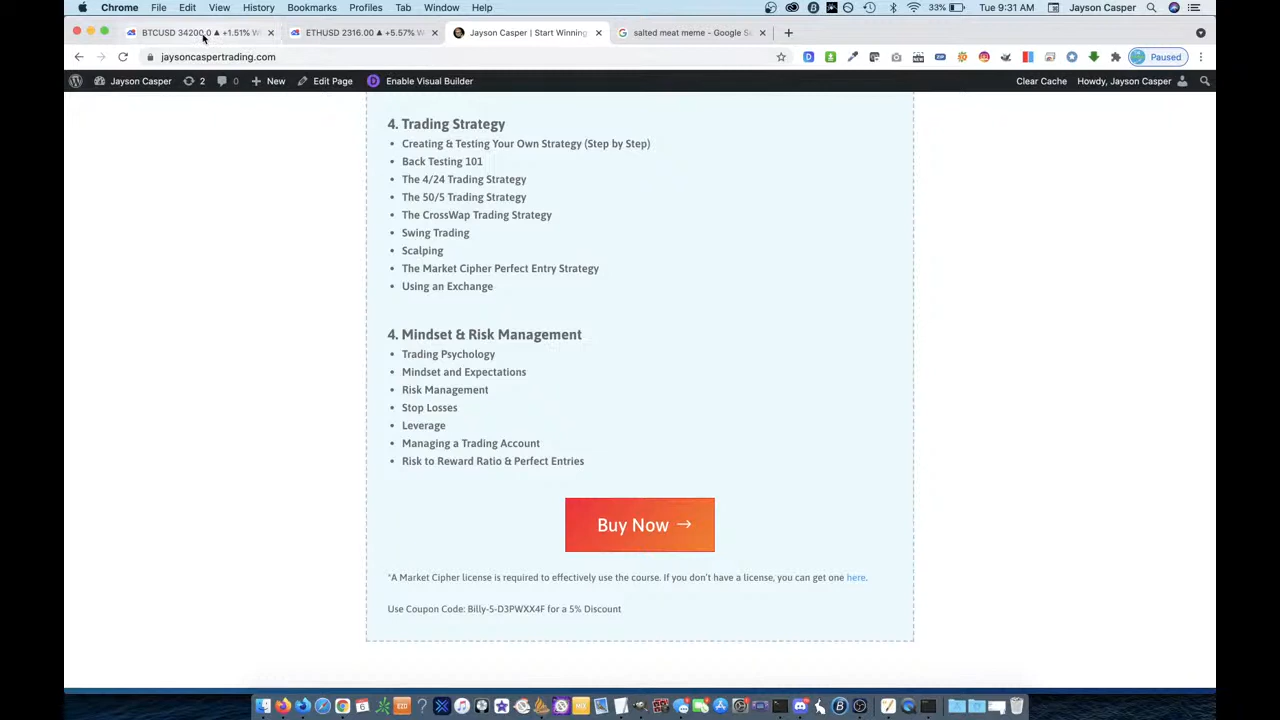 Chrome File Edit View History Bookmarks Profiles Tab Window Help 33% Tue 9:31 AM Jayson Casper
BTCUSD 34200.0 ▲ +1.51% ETHUSD 2316.00 ▲ +5.57% Jayson Casper | Start Winning salted meat meme - Google
jaysoncaspertrading.com Paused
Jayson Casper 2 0 New Edit Page Enable Visual Builder Clear Cache Howdy, Jayson Casper
4. Trading Strategy
• Creating & Testing Your Own Strategy (Step by Step)
• Back Testing 101
• The 4/24 Trading Strategy
• The 50/5 Trading Strategy
• The CrossWap Trading Strategy
• Swing Trading
• Scalping
• The Market Cipher Perfect Entry Strategy
• Using an Exchange
4. Mindset & Risk Management
• Trading Psychology
• Mindset and Expectations
• Risk Management
• Stop Losses
• Leverage
• Managing a Trading Account
• Risk to Reward Ratio & Perfect Entries
Buy Now →
*A Market Cipher license is required to effectively use the course. If you don't have a license, you can get one here.
Use Coupon Code: Billy-5-D3PWXX4F for a 5% Discount